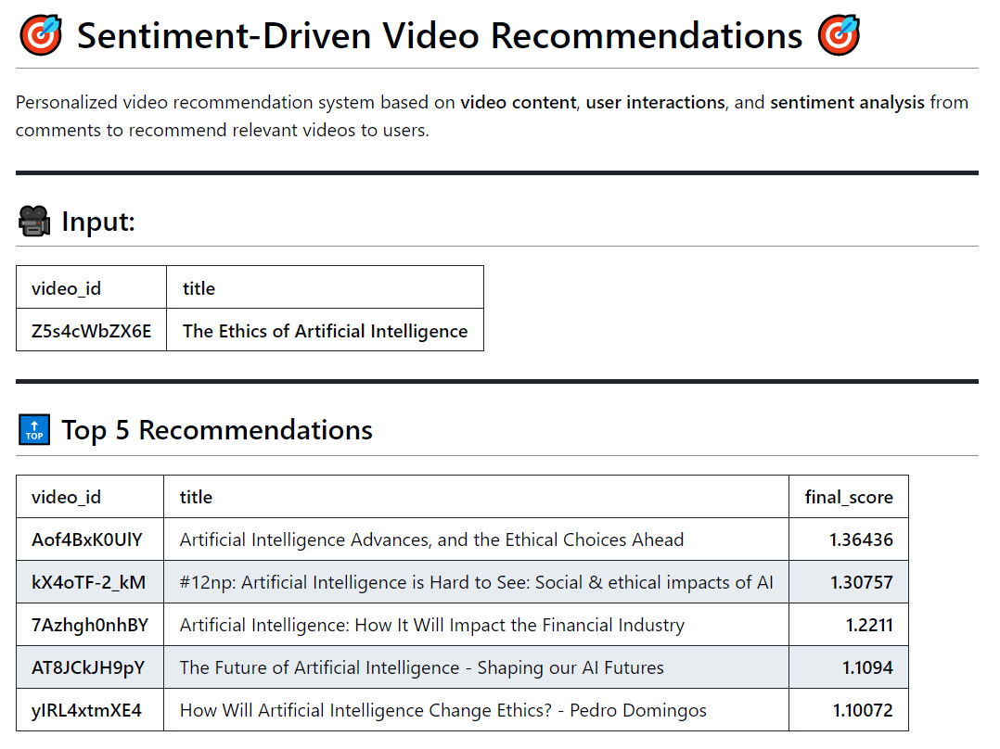 Sentiment-Driven Video Recommendations
Personalized video recommendation system based on video content, user interactions, and sentiment analysis from
comments to recommend relevant videos to users.
Input:
video_id title
Z5s4cWbZX6E The Ethics of Artificial Intelligence
TOP
Top 5 Recommendations
video_id title final_score
Aof4BxK0UlY Artificial Intelligence Advances, and the Ethical Choices Ahead 1.36436
kX4oTF-2_kM #12np: Artificial Intelligence is Hard to See: Social & ethical impacts of AI 1.30757
7Azhgh0nhBY Artificial Intelligence: How It Will Impact the Financial Industry 1.2211
AT8JCkJH9pY The Future of Artificial Intelligence - Shaping our AI Futures 1.1094
yIRL4xtmXE4 How Will Artificial Intelligence Change Ethics? - Pedro Domingos 1.10072